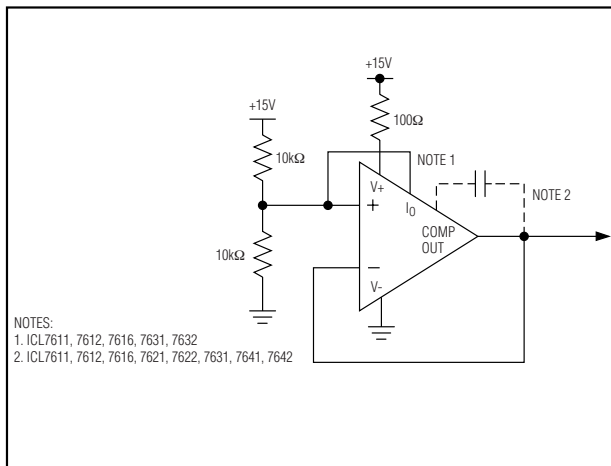 +15V
+15V
100Ω
10kΩ
NOTE 1
V+
I0
+
NOTE 2
COMP
OUT
10kΩ
−
V-
NOTES:
1. ICL7611, 7612, 7616, 7631, 7632
2. ICL7611, 7612, 7616, 7621, 7622, 7631, 7641, 7642